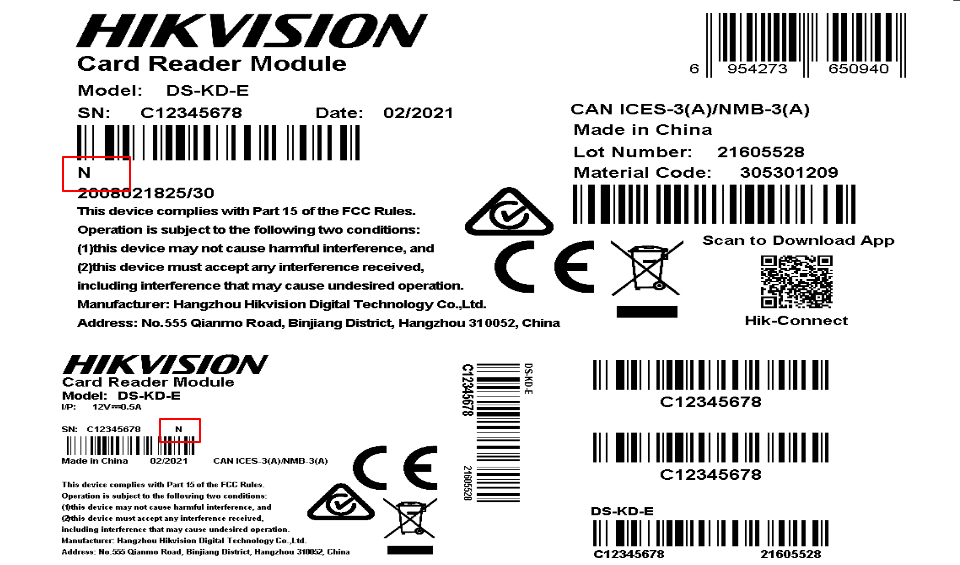 HIKVISION
Card Reader Module
Model: DS-KD-E
SN: C12345678 Date: 02/2021
N
2008021825/30
This device complies with Part 15 of the FCC Rules.
Operation is subject to the following two conditions:
(1)this device may not cause harmful interference, and
(2)this device must accept any interference received,
including interference that may cause undesired operation.
Manufacturer: Hangzhou Hikvision Digital Technology Co.,Ltd.
Address: No.555 Qianmo Road, Binjiang District, Hangzhou 310052, China
6 954273 650940
CAN ICES-3(A)/NMB-3(A)
Made in China
Lot Number: 21605528
Material Code: 305301209
Scan to Download App
Hik-Connect
HIKVISION
Card Reader Module
Model: DS-KD-E
I/P: 12V⎓0.5A
SN: C12345678 N
Made in China 02/2021 CAN ICES-3(A)/NMB-3(A)
This device complies with Part 15 of the FCC Rules.
Operation is subject to the following two conditions:
(1)this device may not cause harmful interference, and
(2)this device must accept any interference received,
including interference that may cause undesired operation.
Manufacturer: Hangzhou Hikvision Digital Technology Co.,Ltd.
Address: No.555 Qianmo Road, Binjiang District, Hangzhou 310052, China
DS-KD-E
C12345678
21605528
C12345678
C12345678
DS-KD-E
C12345678 21605528